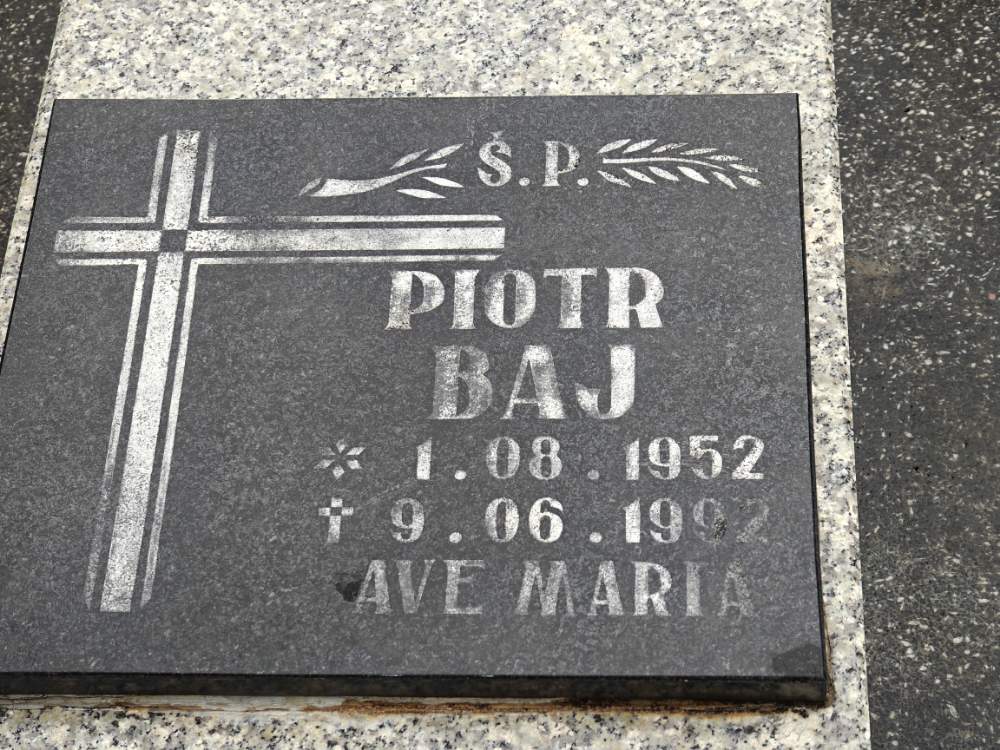 Ś.P.
PIOTR
BAJ
* 1.08.1952
✝ 9.06.1992
AVE MARIA